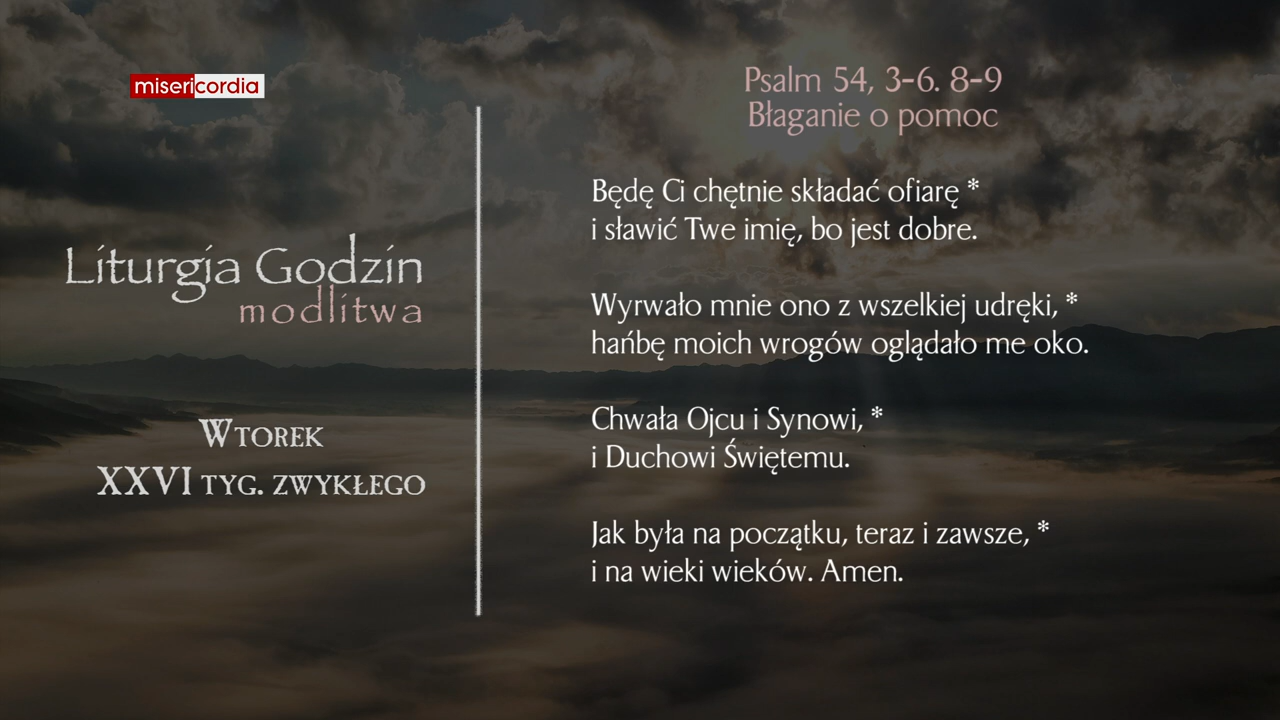 misericordia
Liturgia Godzin
modlitwa
Wtorek
XXVI tyg. zwykłego
Psalm 54, 3-6. 8-9
Błaganie o pomoc
Będę Ci chętnie składać ofiarę *
i sławić Twe imię, bo jest dobre.
Wyrwało mnie ono z wszelkiej udręki, *
hańbę moich wrogów oglądało me oko.
Chwała Ojcu i Synowi, *
i Duchowi Świętemu.
Jak była na początku, teraz i zawsze, *
i na wieki wieków. Amen.